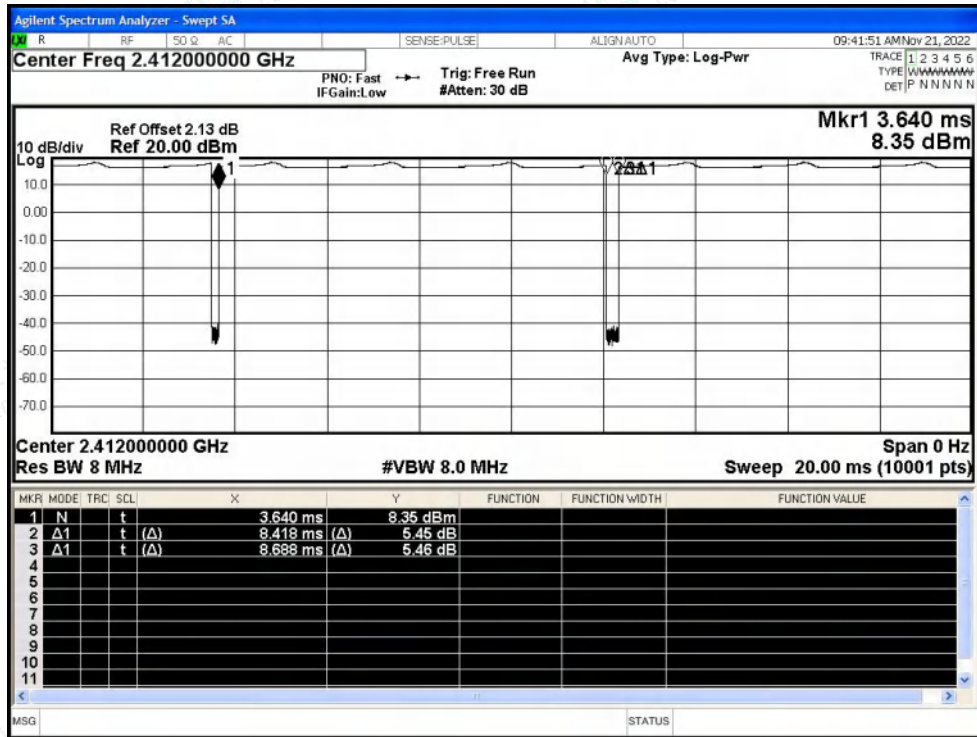 Agilent Spectrum Analyzer - Swept SA
LXI R RF 50 Ω AC SENSE:PULSE ALIGN AUTO 09:41:51 AM Nov 21, 2022
Center Freq 2.412000000 GHz Avg Type: Log-Pwr TRACE 1 2 3 4 5 6
PNO: Fast Trig: Free Run TYPE WWWWWW
IFGain:Low #Atten: 30 dB DET P N N N N N
Mkr1 3.640 ms
Ref Offset 2.13 dB
10 dB/div Ref 20.00 dBm 8.35 dBm
Log
1 2 3Δ1
10.0
0.00
-10.0
-20.0
-30.0
-40.0
-50.0
-60.0
-70.0
Center 2.412000000 GHz Span 0 Hz
Res BW 8 MHz #VBW 8.0 MHz Sweep 20.00 ms (10001 pts)
MKR MODE TRC SCL X Y FUNCTION FUNCTION WIDTH FUNCTION VALUE
1 N t 3.640 ms 8.35 dBm
2 Δ1 t (Δ) 8.418 ms (Δ) 5.45 dB
3 Δ1 t (Δ) 8.688 ms (Δ) 5.46 dB
4
5
6
7
8
9
10
11
MSG STATUS